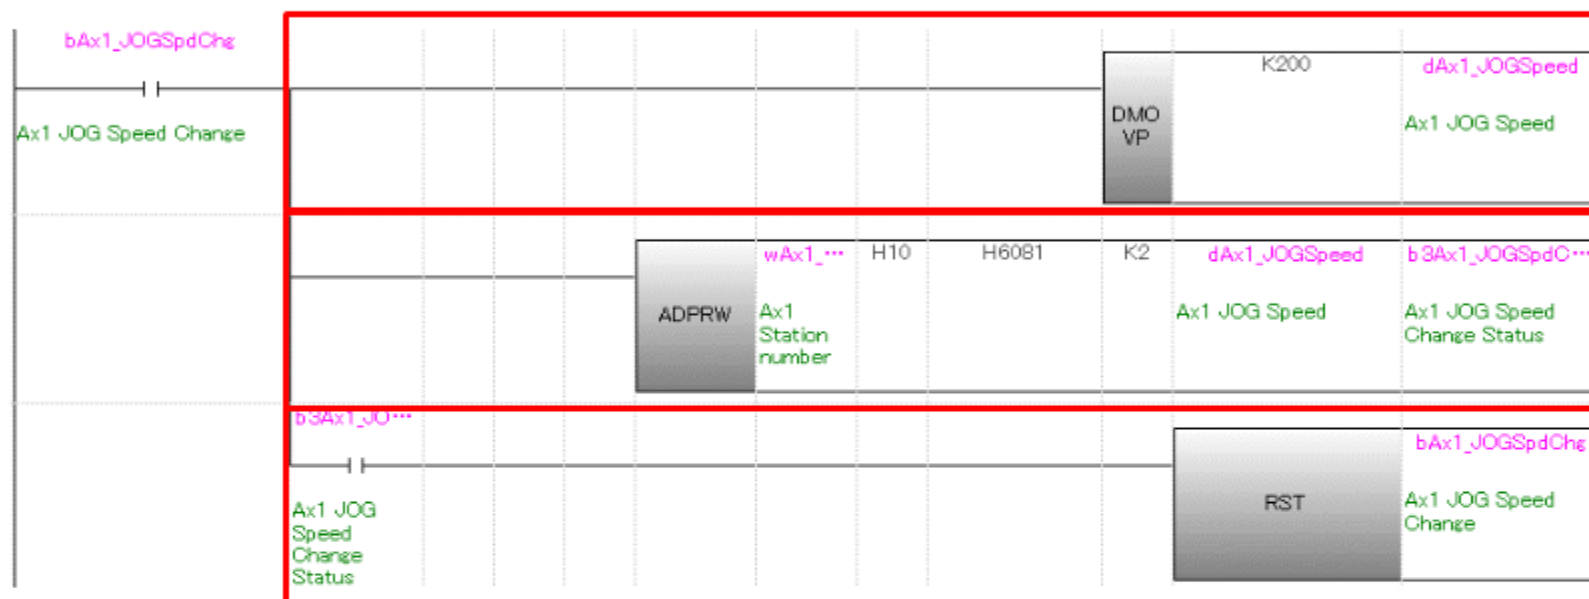 bAx1_JOGSpdChg
Ax1 JOG Speed Change
DMO
VP
K200
dAx1_JOGSpeed
Ax1 JOG Speed
ADPRW
wAx1_…
Ax1
Station
number
H10
H6081
K2
dAx1_JOGSpeed
Ax1 JOG Speed
b3Ax1_JOGSpdC…
Ax1 JOG Speed
Change Status
b3Ax1_JO…
Ax1 JOG
Speed
Change
Status
RST
bAx1_JOGSpdChg
Ax1 JOG Speed
Change